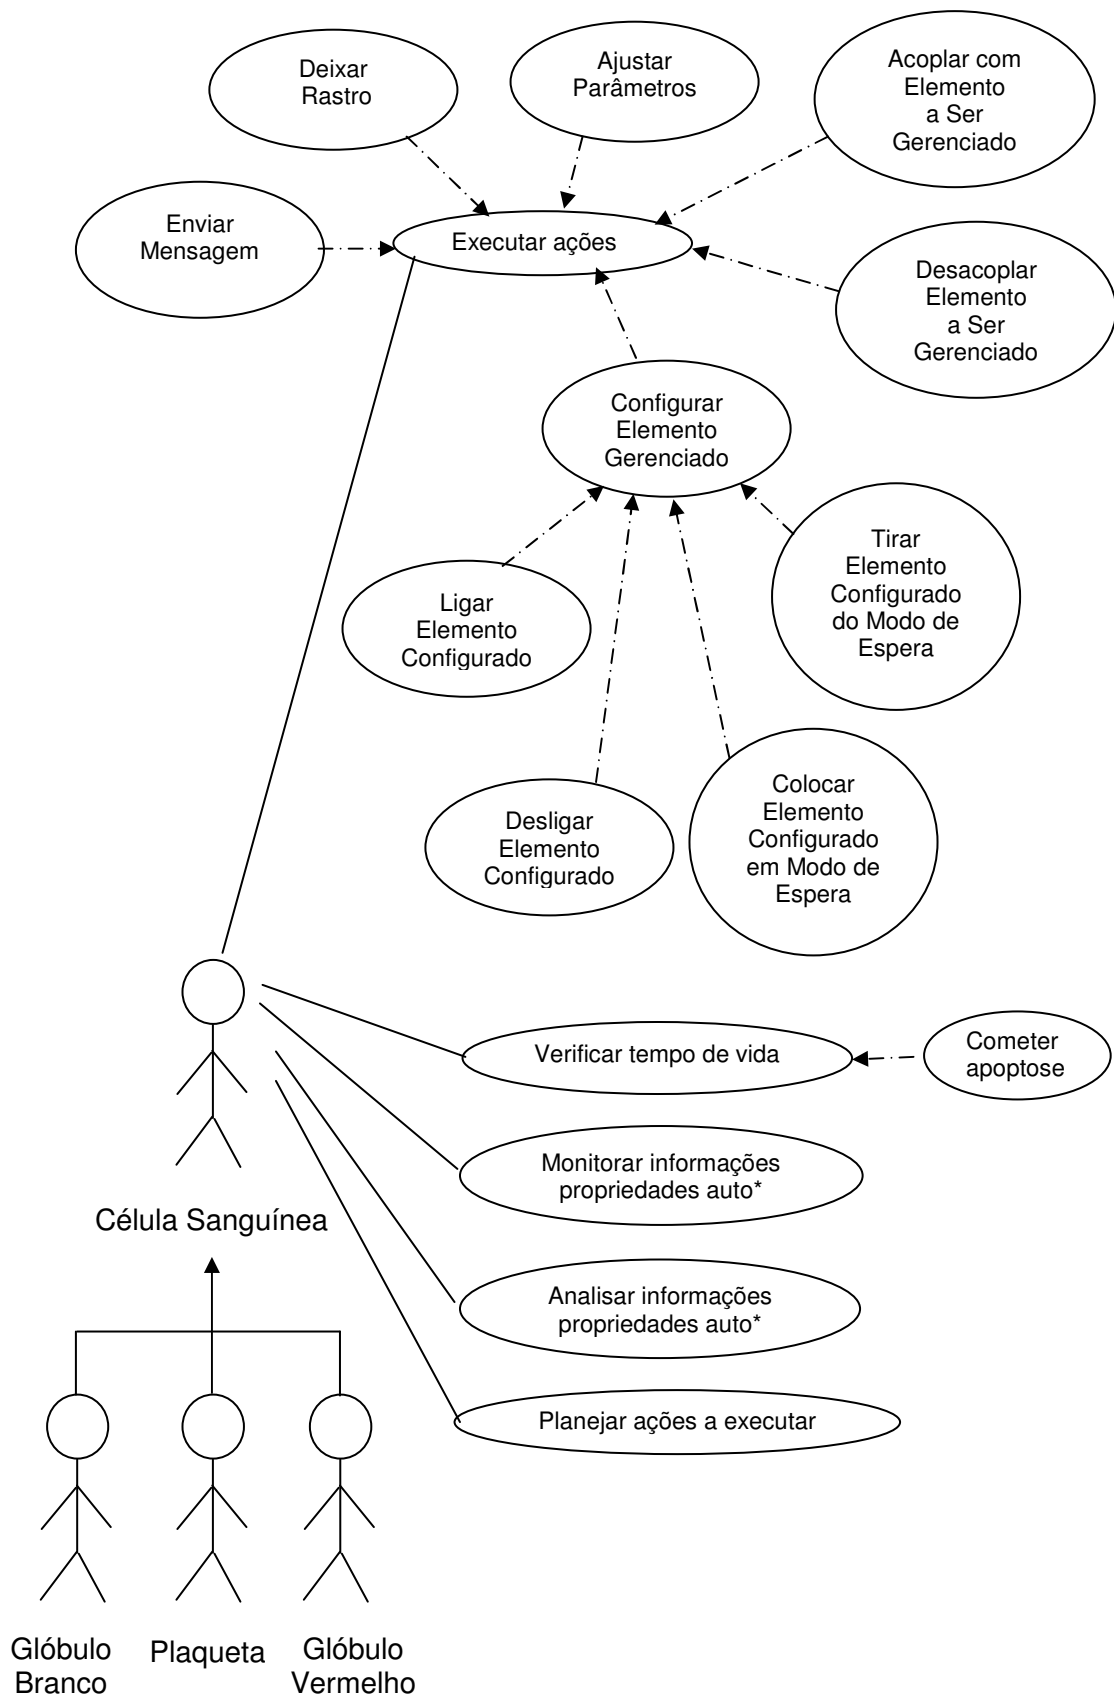 Deixar
Rastro
Ajustar
Parâmetros
Acoplar com
Elemento
a Ser
Gerenciado
Enviar
Mensagem
Executar ações
Desacoplar
Elemento
a Ser
Gerenciado
Configurar
Elemento
Gerenciado
Tirar
Elemento
Configurado
do Modo de
Espera
Ligar
Elemento
Configurado
Desligar
Elemento
Configurado
Colocar
Elemento
Configurado
em Modo de
Espera
Verificar tempo de vida
Cometer
apoptose
Monitorar informações
propriedades auto*
Célula Sanguínea
Analisar informações
propriedades auto*
Planejar ações a executar
Glóbulo
Branco
Plaqueta
Glóbulo
Vermelho